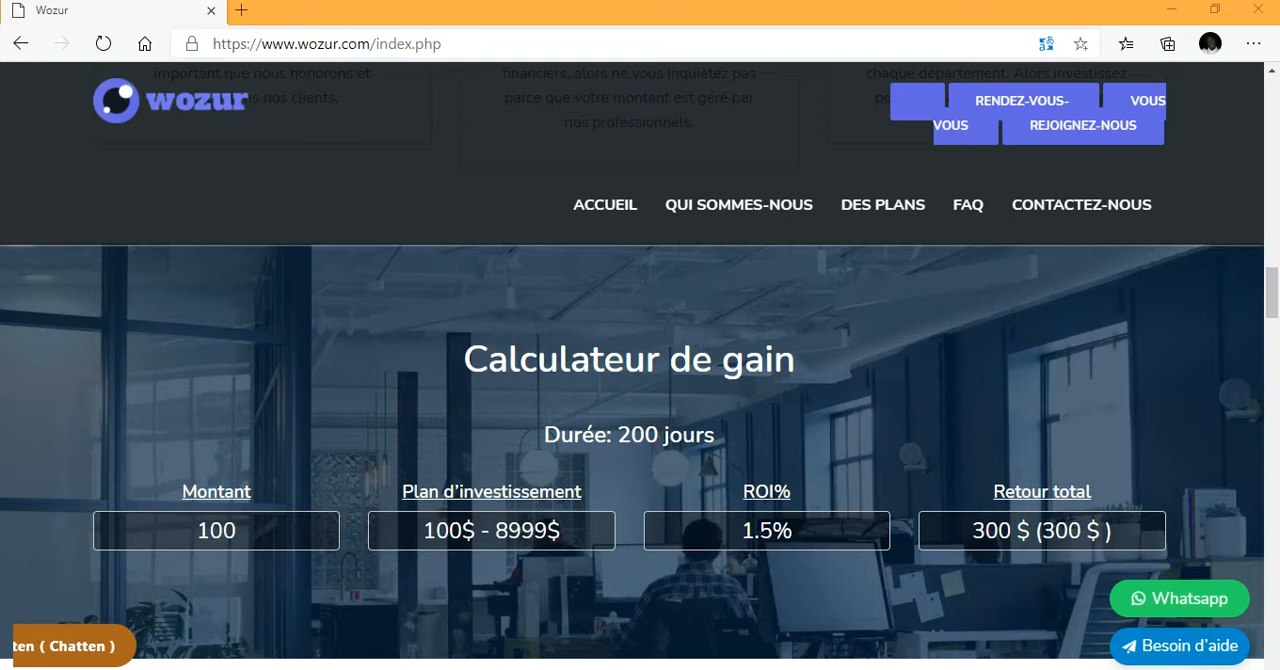 Wozur
https://www.wozur.com/index.php
important que nous honorons et
financiers, alors ne vous inquiétez pas
chaque département. Alors investissez
nos clients.
parce que votre montant est géré par
nos professionnels.
wozur
RENDEZ-VOUS-
VOUS
VOUS
REJOIGNEZ-NOUS
ACCUEIL QUI SOMMES-NOUS DES PLANS FAQ CONTACTEZ-NOUS
Calculateur de gain
Durée: 200 jours
Montant Plan d'investissement ROI% Retour total
100 100$ - 8999$ 1.5% 300 $ (300 $ )
Whatsapp
Besoin d'aide
ten ( Chatten )